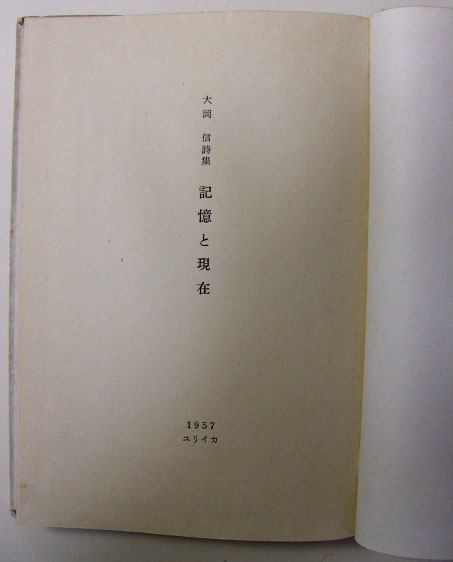 大岡 信詩集 記憶と現在
1957
ユリイカ